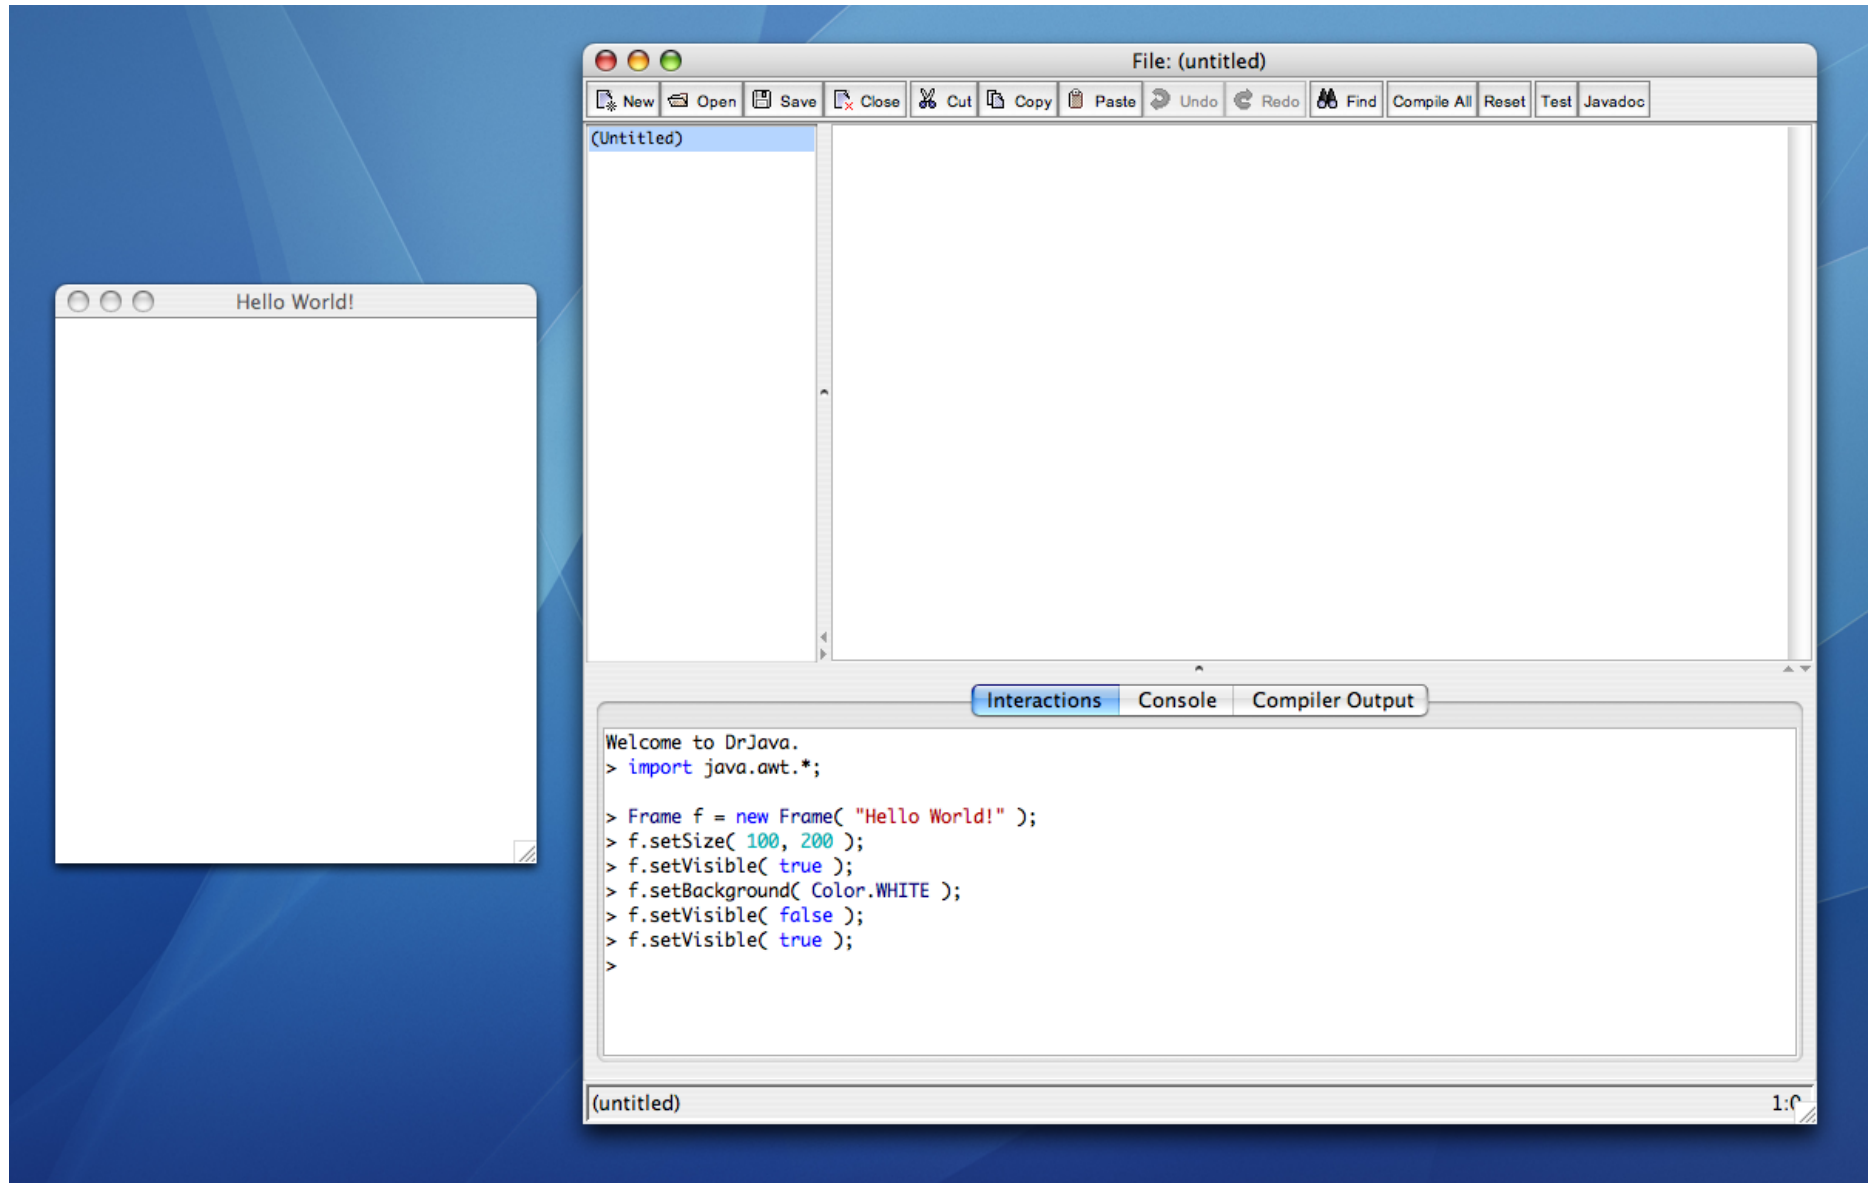 Hello World!
File: (untitled)
New Open Save Close Cut Copy Paste Undo Redo Find Compile All Reset Test Javadoc
(Untitled)
Interactions Console Compiler Output
Welcome to DrJava.
> import java.awt.*;
> Frame f = new Frame( "Hello World!" );
> f.setSize( 100, 200 );
> f.setVisible( true );
> f.setBackground( Color.WHITE );
> f.setVisible( false );
> f.setVisible( true );
>
(untitled) 1:0